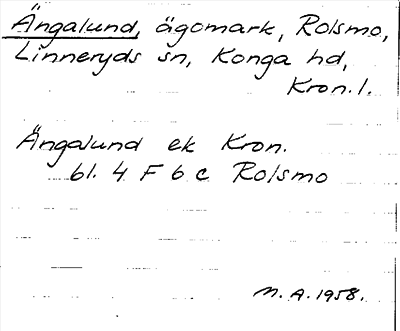 Ängalund, ägomark, Rolsmo,
Linneryds sn, Konga hd,
Kron. l.
Ängalund ek Kron.
bl. 4 F 6 c Rolsmo
M. A. 1958.